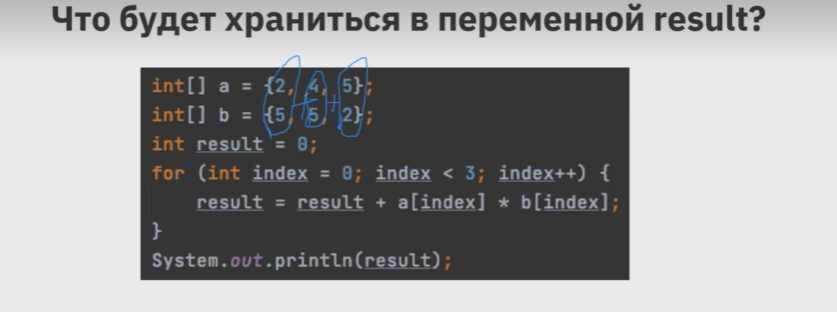 Что будет храниться в переменной result?
int[] a = {2, 4, 5};
int[] b = {5, 5, 2};
int result = 0;
for (int index = 0; index < 3; index++) {
result = result + a[index] * b[index];
}
System.out.println(result);